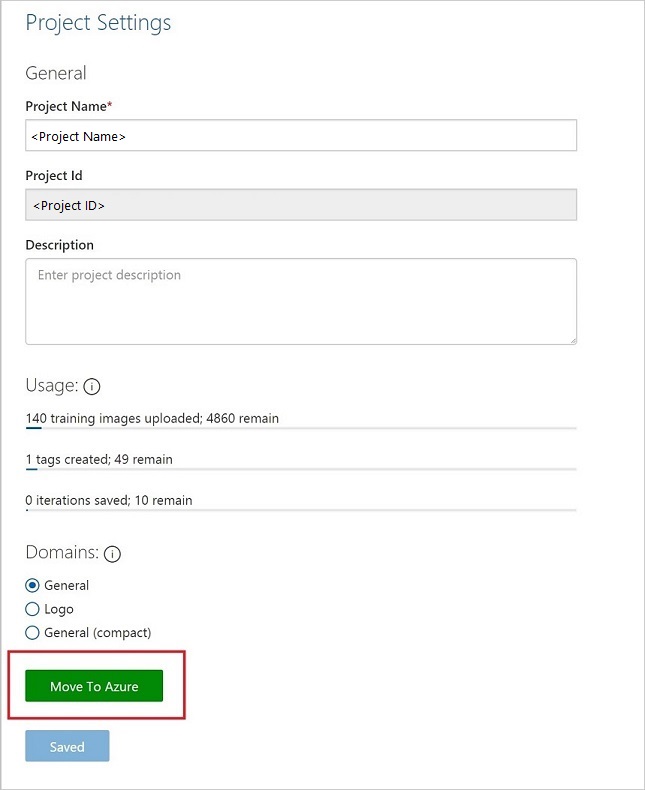 Project Settings
General
Project Name*
<Project Name>
Project Id
<Project ID>
Description
Enter project description
Usage:
140 training images uploaded; 4860 remain
1 tags created; 49 remain
0 iterations saved; 10 remain
Domains:
General
Logo
General (compact)
Move To Azure
Saved